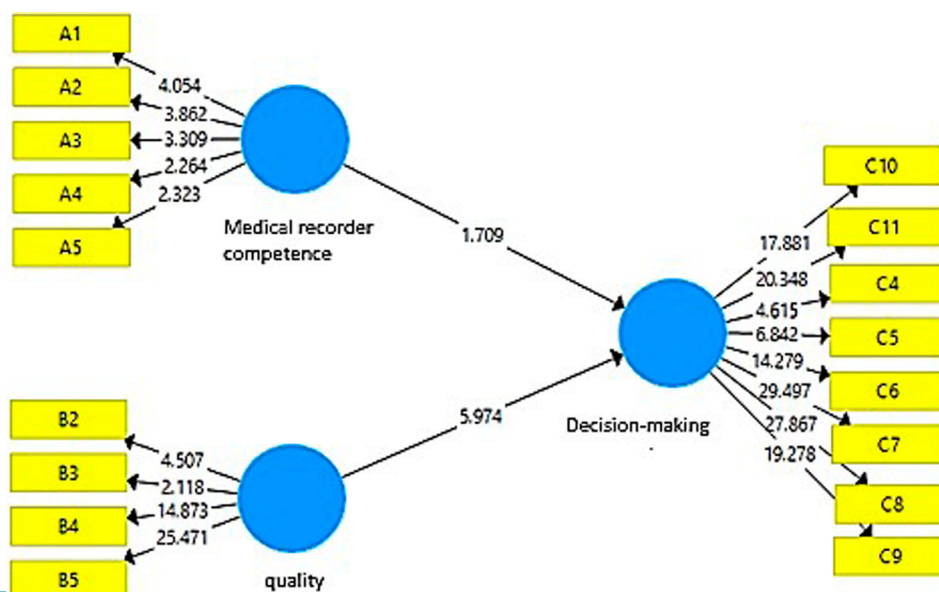 A1
A2
A3
A4
A5
4.054
3.862
3.309
2.264
2.323
Medical recorder
competence
1.709
B2
B3
B4
B5
4.507
2.118
14.873
25.471
quality
5.974
Decision-making
17.881
20.348
4.615
6.842
14.279
29.497
27.867
19.278
C10
C11
C4
C5
C6
C7
C8
C9